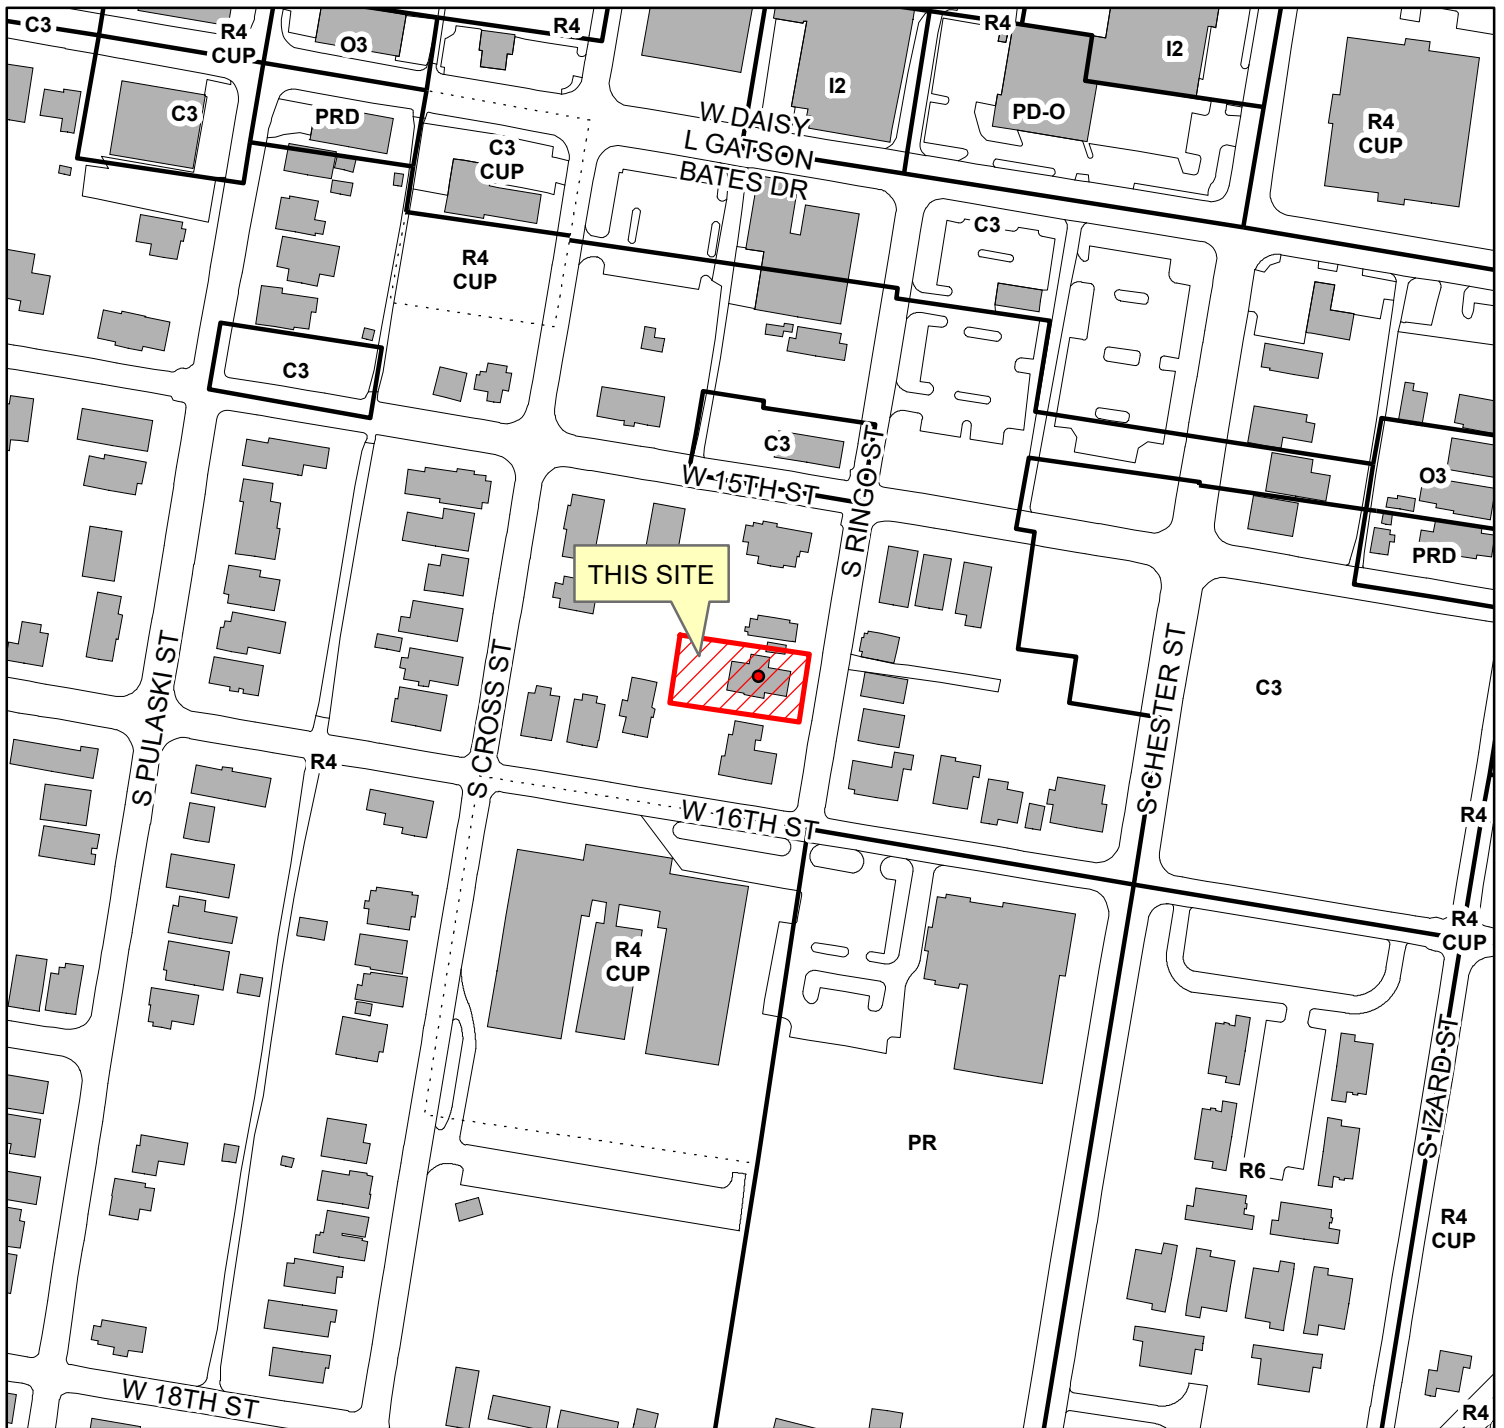 C3
R4
CUP
O3
R4
I2
R4
I2
C3
PRD
C3
CUP
W DAISY
L GATSON
BATES DR
PD-O
R4
CUP
R4
CUP
C3
C3
C3
W 15TH ST
S RINGO ST
O3
PRD
THIS SITE
S PULASKI ST
S CROSS ST
S CHESTER ST
C3
R4
W 16TH ST
R4
R4
CUP
R4
CUP
S IZARD ST
PR
R6
R4
CUP
W 18TH ST
R4